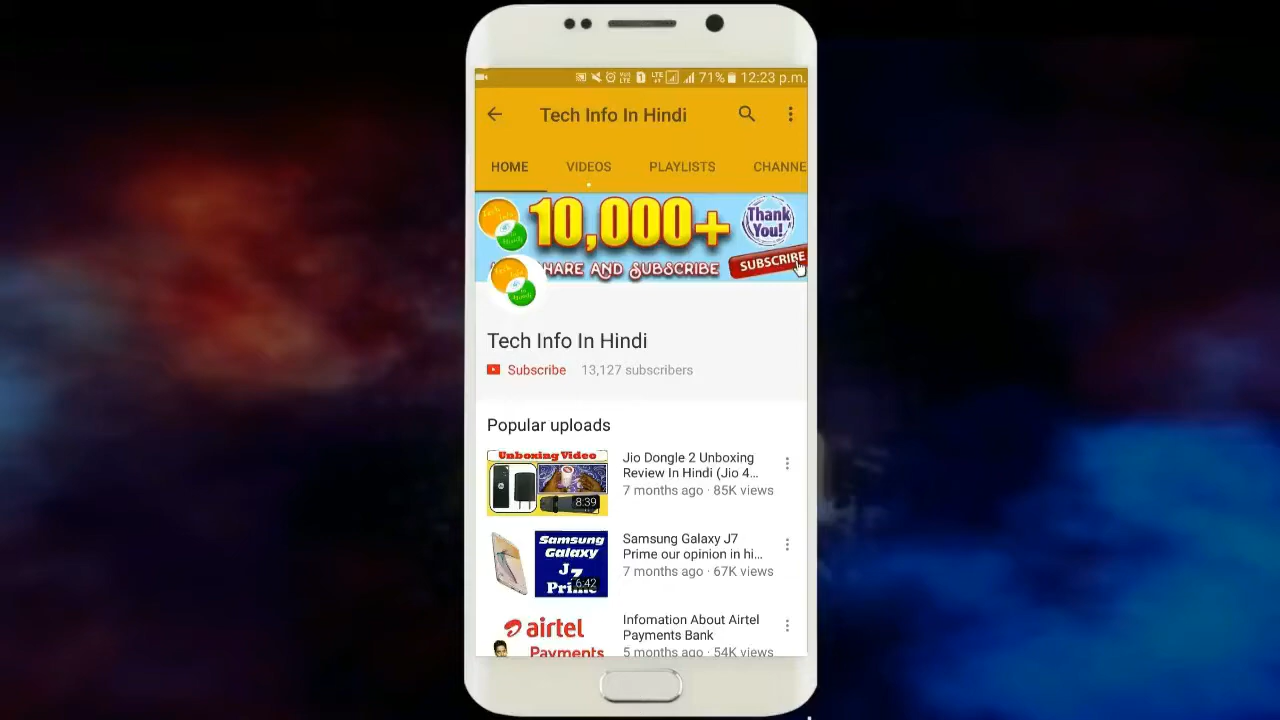 71% 12:23 p.m.
Tech Info In Hindi
HOME VIDEOS PLAYLISTS CHANNE
10,000+
Thank You!
SHARE AND SUBSCRIBE
SUBSCRIBE
Tech Info In Hindi
Subscribe 13,127 subscribers
Popular uploads
Unboxing Video
8:39
Jio Dongle 2 Unboxing
Review In Hindi (Jio 4...
7 months ago · 85K views
Samsung
Galaxy
J7
Prime
6:42
Samsung Galaxy J7
Prime our opinion in hi...
7 months ago · 67K views
airtel
Payments
Infomation About Airtel
Payments Bank
5 months ago · 54K views